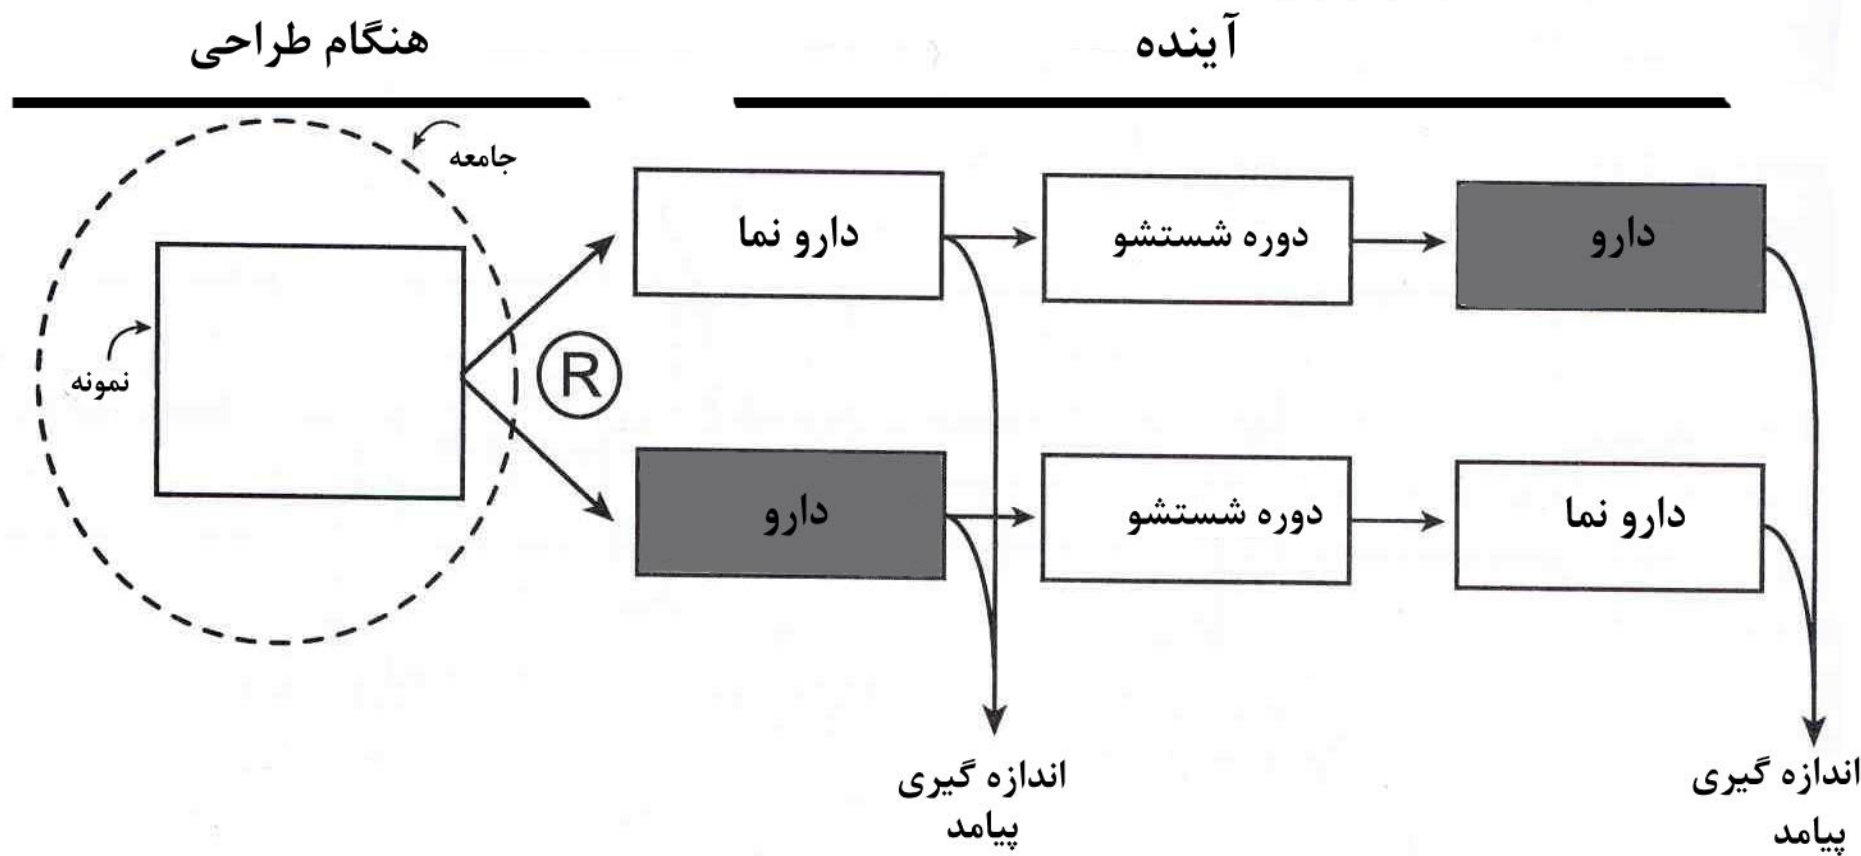 هنگام طراحی
آینده
جامعه
نمونه
R
دارو نما
دوره شستشو
دارو
دارو
دوره شستشو
دارو نما
اندازه گیری
پیامد
اندازه گیری
پیامد